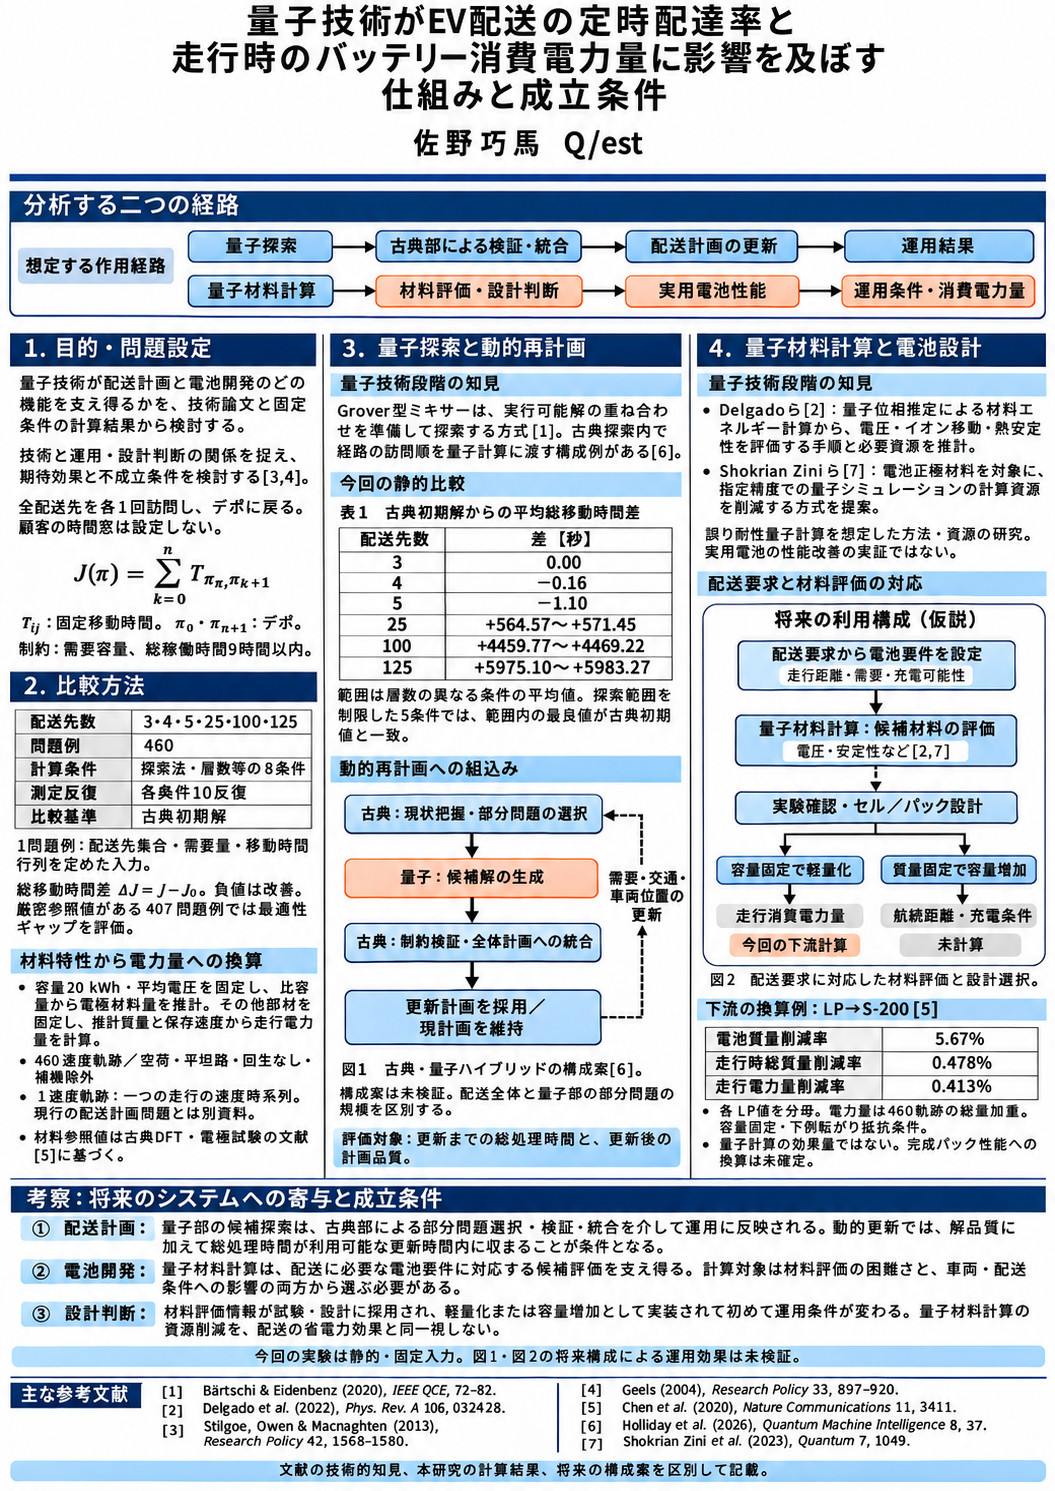 量子技術がEV配送の定時配達率と
走行時のバッテリー消費電力量に影響を及ぼす
仕組みと成立条件
佐野巧馬 Q/est
分析する二つの経路
想定する作用経路
量子探索
古典部による検証・統合
配送計画の更新
運用結果
量子材料計算
材料評価・設計判断
実用電池性能
運用条件・消費電力量
1. 目的・問題設定
量子技術が配送計画と電池開発のどの
機能を支え得るかを、技術論文と固定
条件の計算結果から検討する。
技術と運用・設計判断の関係を捉え、
期待効果と不成立条件を検討する[3,4]。
全配送先を各1回訪問し、デポに戻る。
顧客の時間窓は設定しない。
J(π) = Σ_{k=0}^{n} T_{π_n,π_{k+1}}
T_{ij}：固定移動時間。 π_0・π_{n+1}：デポ。
制約：需要容量、総稼働時間9時間以内。
2. 比較方法
配送先数 3・4・5・25・100・125
問題例 460
計算条件 探索法・層数等の8条件
測定反復 各条件10反復
比較基準 古典初期解
1問題例：配送先集合・需要量・移動時間
行列を定めた入力。
総移動時間差 ΔJ = J−J₀。負値は改善。
厳密参照値がある407問題例では最適性
ギャップを評価。
材料特性から電力量への換算
• 容量20 kWh・平均電圧を固定し、比容
量から電極材料量を推計。その他部材を
固定し、推計質量と保存速度から走行電力
量を計算。
• 460速度軌跡／空荷・平坦路・回生なし・
補機除外
• 1速度軌跡：一つの走行の速度時系列。
現行の配送計画問題とは別資料。
• 材料参照値は古典DFT・電極試験の文献
[5]に基づく。
3. 量子探索と動的再計画
量子技術段階の知見
Grover型ミキサーは、実行可能解の重ね合わ
せを準備して探索する方式[1]。古典探索内で
経路の訪問順を量子計算に渡す構成例がある[6]。
今回の静的比較
表1 古典初期解からの平均総移動時間差
配送先数 差【秒】
3 0.00
4 −0.16
5 −1.10
25 +564.57〜+571.45
100 +4459.77〜+4469.22
125 +5975.10〜+5983.27
範囲は層数の異なる条件の平均値。探索範囲を
制限した5条件では、範囲内の最良値が古典初期
値と一致。
動的再計画への組込み
古典：現状把握・部分問題の選択
量子：候補解の生成
古典：制約検証・全体計画への統合
更新計画を採用／
現計画を維持
需要・交通・
車両位置の
更新
図1 古典・量子ハイブリッドの構成案[6]。
構成案は未検証。配送全体と量子部の部分問題の
規模を区別する。
評価対象：更新までの総処理時間と、更新後の
計画品質。
4. 量子材料計算と電池設計
量子技術段階の知見
• Delgadoら[2]：量子位相推定による材料エ
ネルギー計算から、電圧・イオン移動・熱安定
性を評価する手順と必要資源を推計。
• Shokrian Ziniら[7]：電池正極材料を対象に、
指定精度での量子シミュレーションの計算資源
を削減する方式を提案。
誤り耐性量子計算を想定した方法・資源の研究。
実用電池の性能改善の実証ではない。
配送要求と材料評価の対応
将来の利用構成（仮説）
配送要求から電池要件を設定
走行距離・需要・充電可能性
量子材料計算：候補材料の評価
電圧・安定性など[2,7]
実験確認・セル／パック設計
容量固定で軽量化
質量固定で容量増加
走行消費電力量
航続距離・充電条件
今回の下流計算
未計算
図2 配送要求に対応した材料評価と設計選択。
下流の換算例：LP→S-200 [5]
電池質量削減率 5.67%
走行時総質量削減率 0.478%
走行電力量削減率 0.413%
• 各LP値を分母。電力量は460軌跡の総量加重。
容量固定・下例転がり抵抗条件。
• 量子計算の効果量ではない。完成パック性能への
換算は未確定。
考察：将来のシステムへの寄与と成立条件
① 配送計画： 量子部の候補探索は、古典部による部分問題選択・検証・統合を介して運用に反映される。動的更新では、解品質に
加えて総処理時間が利用可能な更新時間内に収まることが条件となる。
② 電池開発： 量子材料計算は、配送に必要な電池要件に対応する候補評価を支え得る。計算対象は材料評価の困難さと、車両・配送
条件への影響の両方から選ぶ必要がある。
③ 設計判断： 材料評価情報が試験・設計に採用され、軽量化または容量増加として実装されて初めて運用条件が変わる。量子材料計算の
資源削減を、配送の省電力効果と同一視しない。
今回の実験は静的・固定入力。図1・図2の将来構成による運用効果は未検証。
主な参考文献
[1] Bärtschi & Eidenbenz (2020), IEEE QCE, 72–82.
[2] Delgado et al. (2022), Phys. Rev. A 106, 032428.
[3] Stilgoe, Owen & Macnaghten (2013),
Research Policy 42, 1568–1580.
[4] Geels (2004), Research Policy 33, 897–920.
[5] Chen et al. (2020), Nature Communications 11, 3411.
[6] Holliday et al. (2026), Quantum Machine Intelligence 8, 37.
[7] Shokrian Zini et al. (2023), Quantum 7, 1049.
文献の技術的知見、本研究の計算結果、将来の構成案を区別して記載。